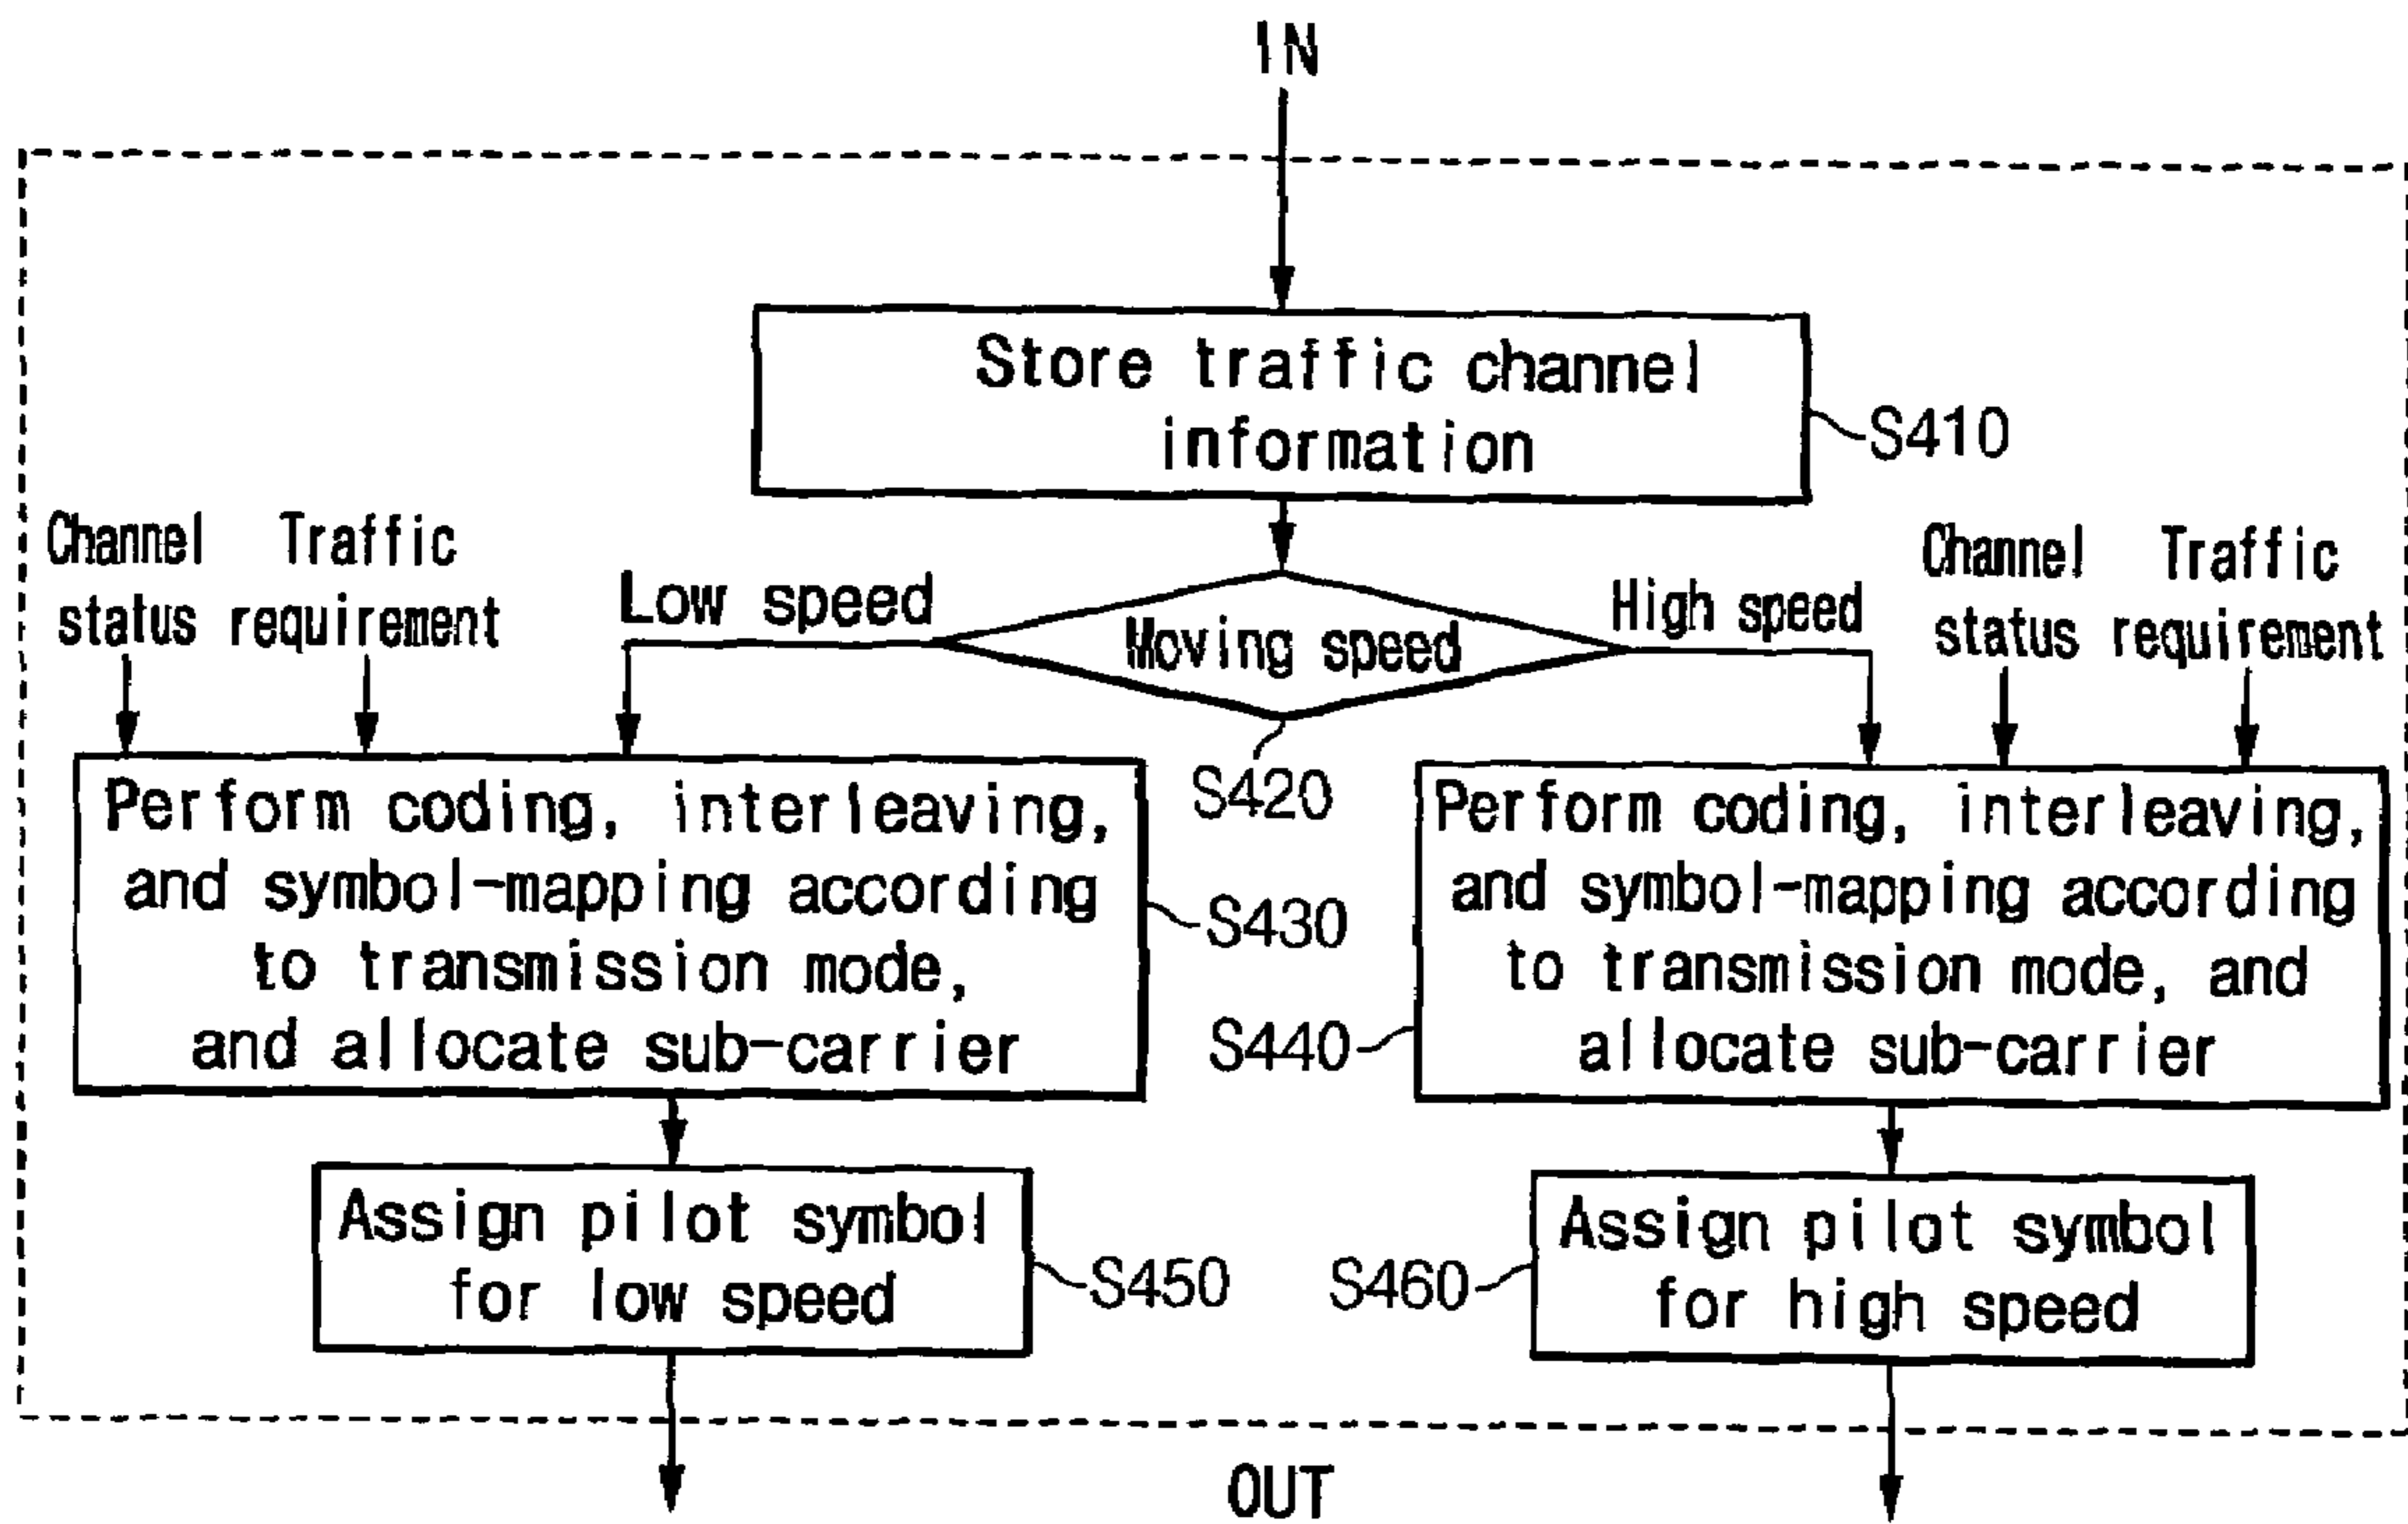 IN
Store traffic channel
information
S410
Channel Traffic
status requirement
Low speed
Moving speed
High speed
Channel Traffic
status requirement
S420
Perform coding, interleaving,
and symbol-mapping according
to transmission mode,
and allocate sub-carrier
S430
Perform coding, interleaving,
and symbol-mapping according
to transmission mode, and
allocate sub-carrier
S440
Assign pilot symbol
for low speed
S450
Assign pilot symbol
for high speed
S460
OUT